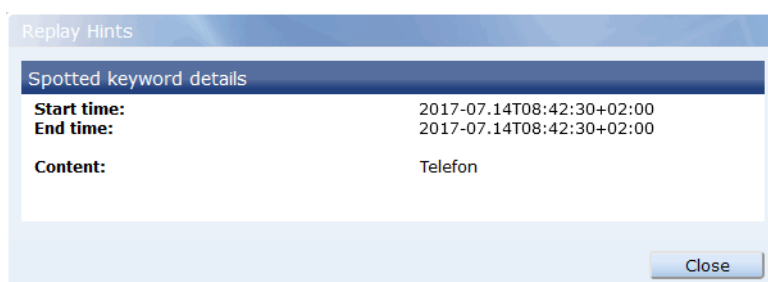 Replay Hints
Spotted keyword details
Start time: 2017-07.14T08:42:30+02:00
End time: 2017-07.14T08:42:30+02:00
Content: Telefon
Close